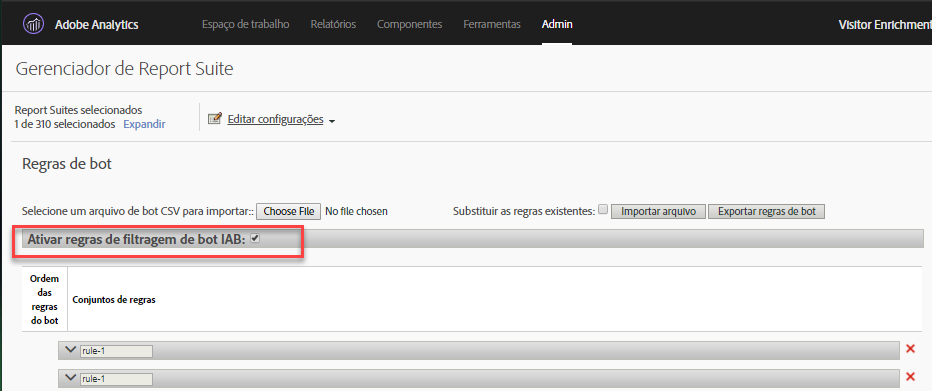 Adobe Analytics Espaço de trabalho Relatórios Componentes Ferramentas Admin Visitor Enrichment
Gerenciador de Report Suite
Report Suites selecionados
1 de 310 selecionados Expandir
Editar configurações
Regras de bot
Selecione um arquivo de bot CSV para importar:: Choose File No file chosen Substituir as regras existentes: Importar arquivo Exportar regras de bot
Ativar regras de filtragem de bot IAB:
Ordem
das
regras
do bot
Conjuntos de regras
rule-1
rule-1